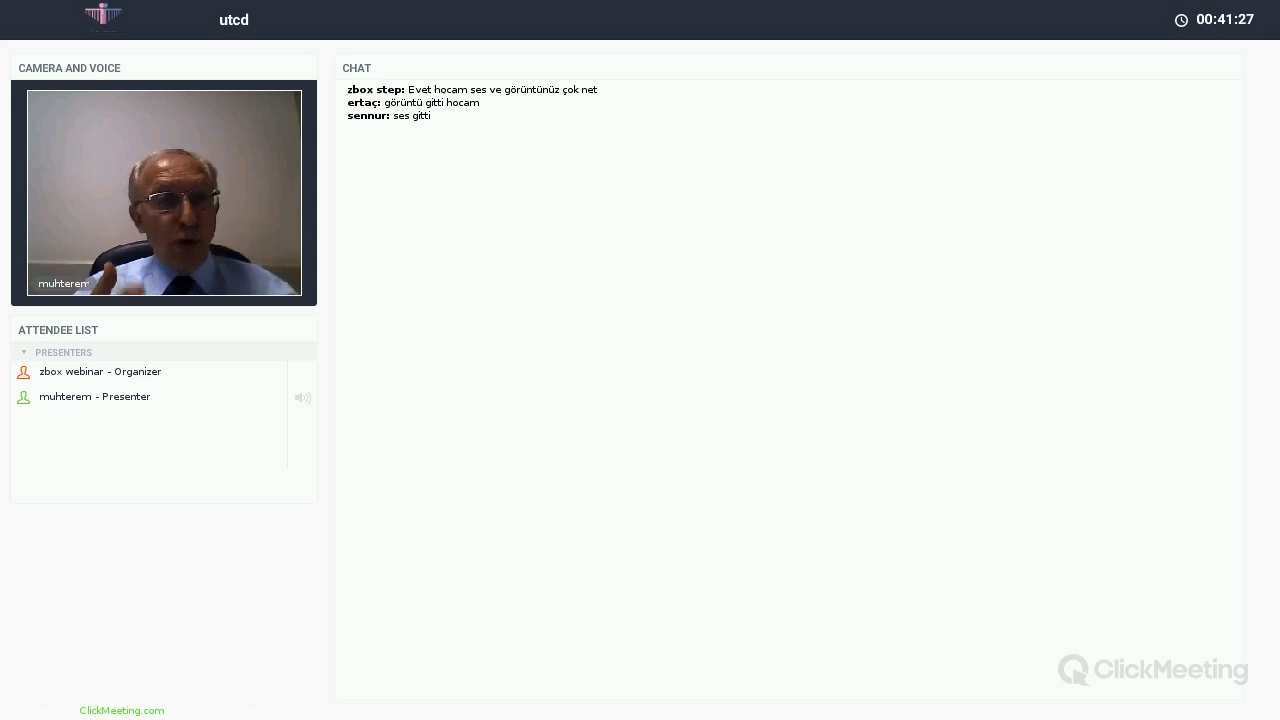 utcd
00:41:27
CAMERA AND VOICE
muhterem
ATTENDEE LIST
PRESENTERS
zbox webinar - Organizer
muhterem - Presenter
CHAT
zbox step: Evet hocam ses ve görüntünüz çok net
ertaç: görüntü gitti hocam
sennur: ses gitti
ClickMeeting
ClickMeeting.com